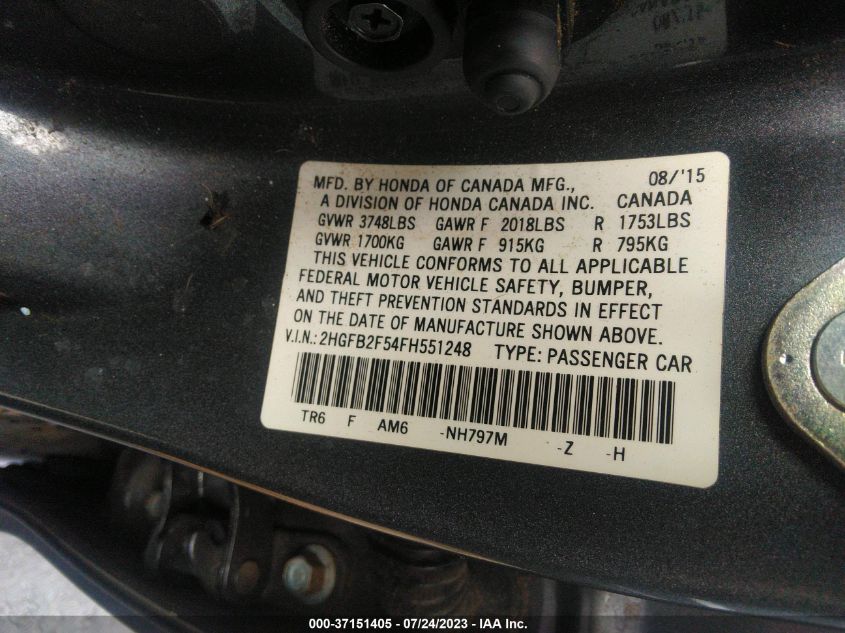 MFD. BY HONDA OF CANADA MFG., 08/'15
A DIVISION OF HONDA CANADA INC. CANADA
GVWR 3748LBS GAWR F 2018LBS R 1753LBS
GVWR 1700KG GAWR F 915KG R 795KG
THIS VEHICLE CONFORMS TO ALL APPLICABLE
FEDERAL MOTOR VEHICLE SAFETY, BUMPER,
AND THEFT PREVENTION STANDARDS IN EFFECT
ON THE DATE OF MANUFACTURE SHOWN ABOVE.
V.I.N.: 2HGFB2F54FH551248 TYPE: PASSENGER CAR
TR6 F AM6 -NH797M -Z -H
000-37151405 - 07/24/2023 - IAA Inc.